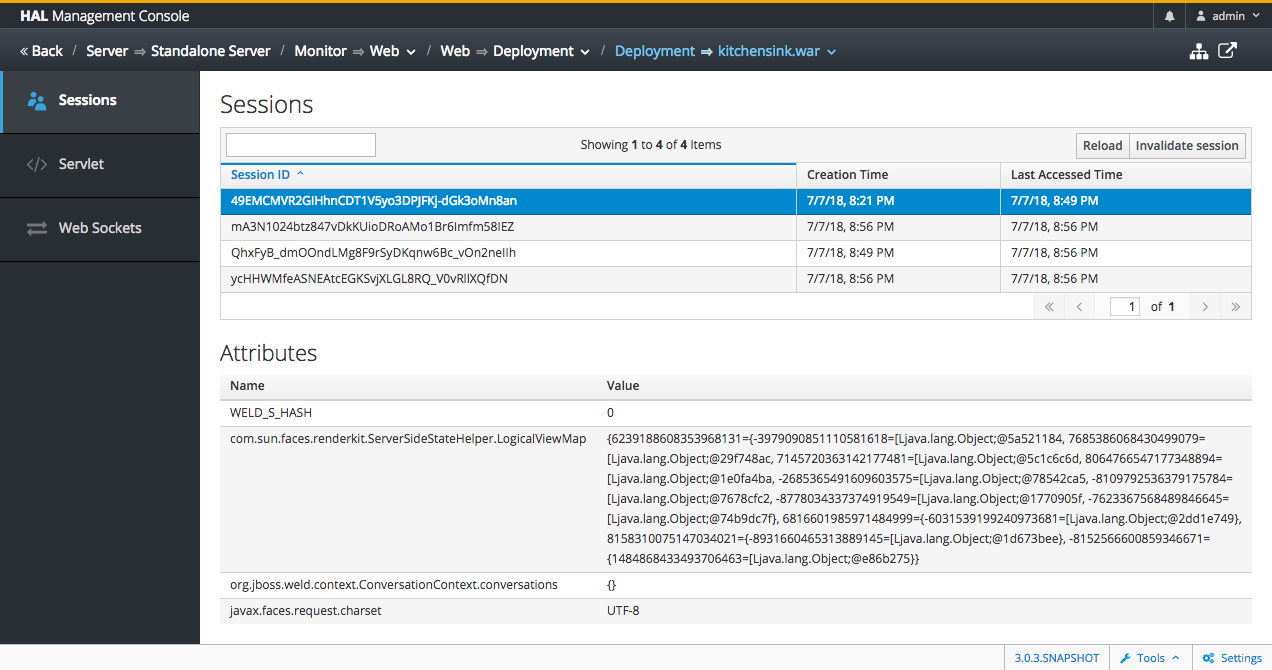 HAL Management Console
admin
« Back / Server ⇒ Standalone Server / Monitor ⇒ Web / Web ⇒ Deployment / Deployment ⇒ kitchensink.war
Sessions
Servlet
Web Sockets
Sessions
Showing 1 to 4 of 4 Items
Reload Invalidate session
Session ID Creation Time Last Accessed Time
49EMCMVR2GIHhnCDT1V5yo3DPJFKj-dGk3oMn8an 7/7/18, 8:21 PM 7/7/18, 8:49 PM
mA3N1024btz847vDkKUioDRoAMo1Br6Imfm58IEZ 7/7/18, 8:56 PM 7/7/18, 8:56 PM
QhxFyB_dmOOndLMg8F9rSyDKqnw6Bc_vOn2neIIh 7/7/18, 8:49 PM 7/7/18, 8:56 PM
ycHHWMfeASNEAtcEGKSvjXLGL8RQ_V0vRlIXQfDN 7/7/18, 8:56 PM 7/7/18, 8:56 PM
« < 1 of 1 > »
Attributes
Name Value
WELD_S_HASH 0
com.sun.faces.renderkit.ServerSideStateHelper.LogicalViewMap {6239188608353968131={-3979090851110581618=[Ljava.lang.Object;@5a521184, 7685386068430499079=
[Ljava.lang.Object;@29f748ac, 7145720363142177481=[Ljava.lang.Object;@5c1c6c6d, 8064766547177348894=
[Ljava.lang.Object;@1e0fa4ba, -2685365491609603575=[Ljava.lang.Object;@78542ca5, -8109792536379175784=
[Ljava.lang.Object;@7678cfc2, -8778034337374919549=[Ljava.lang.Object;@1770905f, -7623367568489846645=
[Ljava.lang.Object;@74b9dc7f}, 6816601985971484999={-6031539199240973681=[Ljava.lang.Object;@2dd1e749},
8158310075147034021={-8931660465313889145=[Ljava.lang.Object;@1d673bee}, -8152566600859346671=
{1484868433493706463=[Ljava.lang.Object;@e86b275}}
org.jboss.weld.context.ConversationContext.conversations {}
javax.faces.request.charset UTF-8
3.0.3.SNAPSHOT Tools Settings